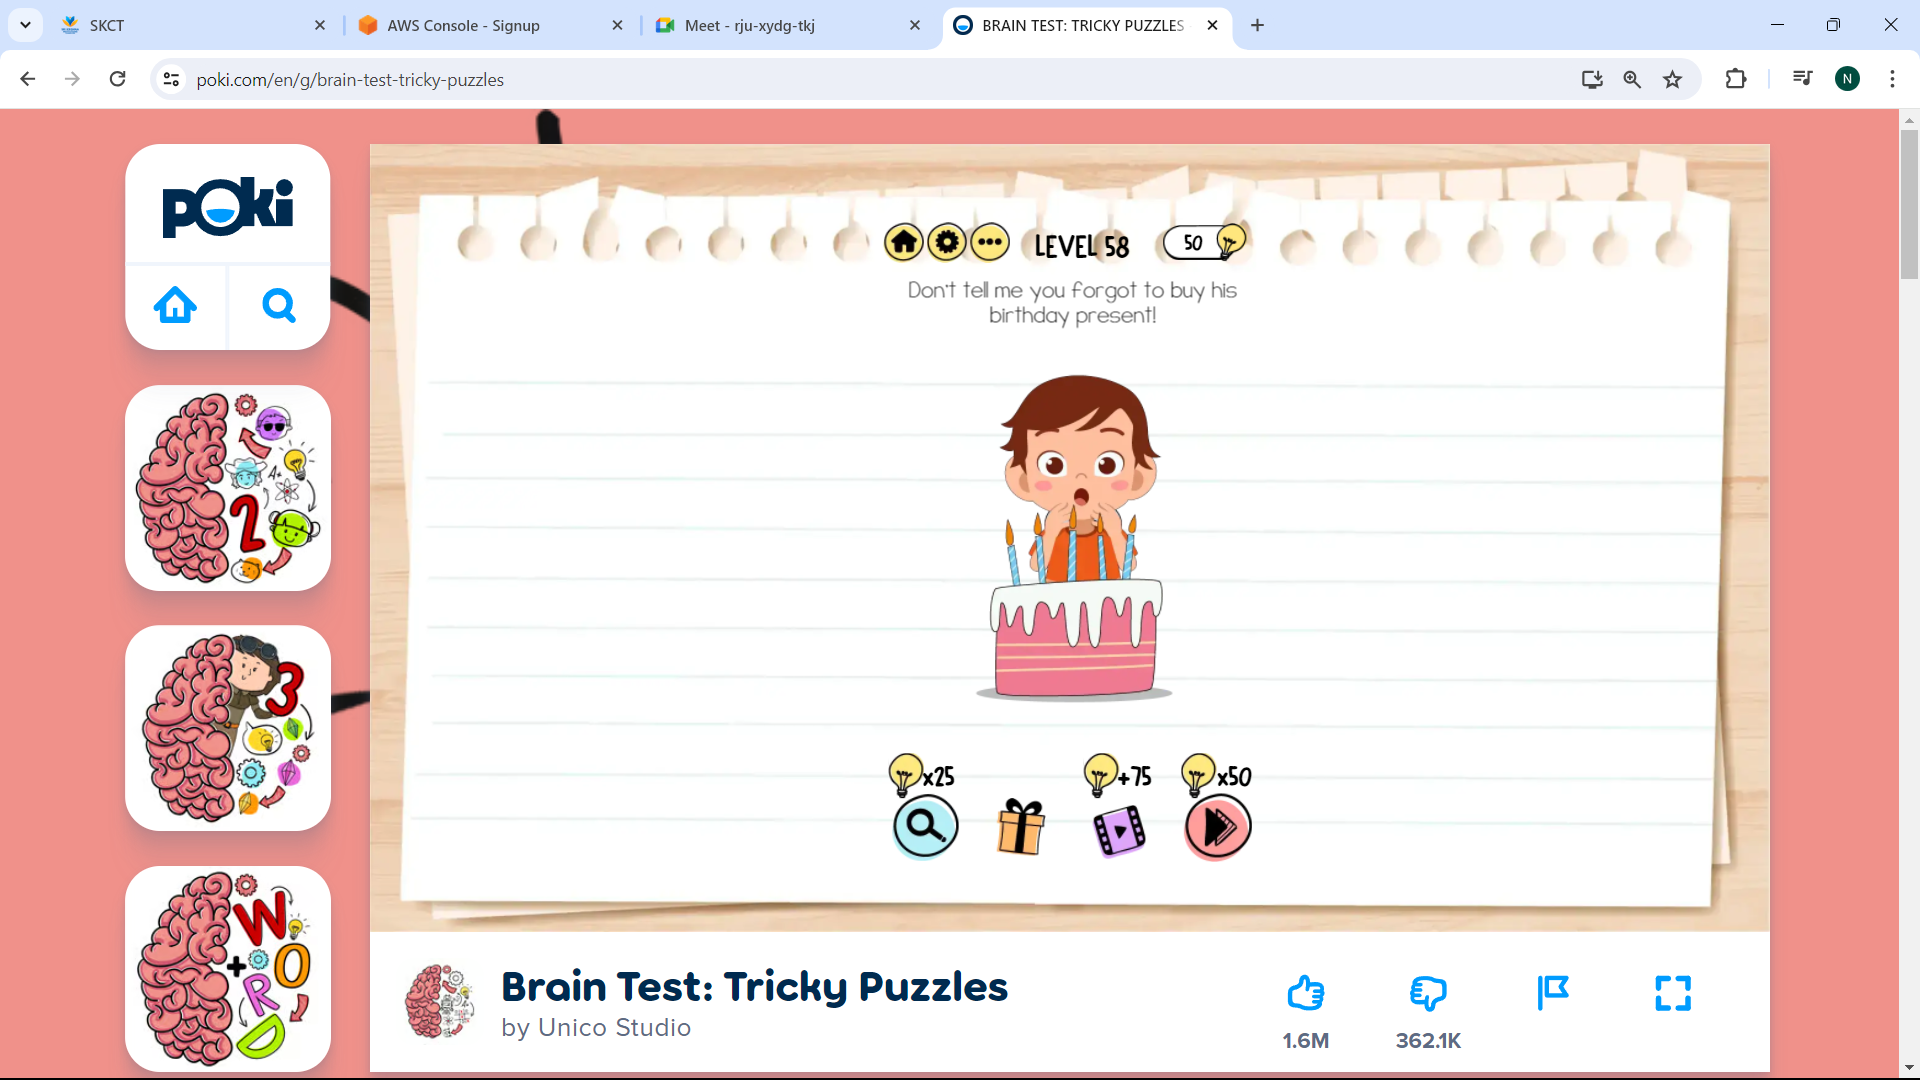 SKCT
AWS Console - Signup
Meet - rju-xydg-tkj
BRAIN TEST: TRICKY PUZZLES
poki.com/en/g/brain-test-tricky-puzzles
N
poki
LEVEL 58
50
Don't tell me you forgot to buy his
birthday present!
2
3
x25
+75
x50
W
O
+
R
D
A+
Brain Test: Tricky Puzzles
by Unico Studio
1.6M
362.1K